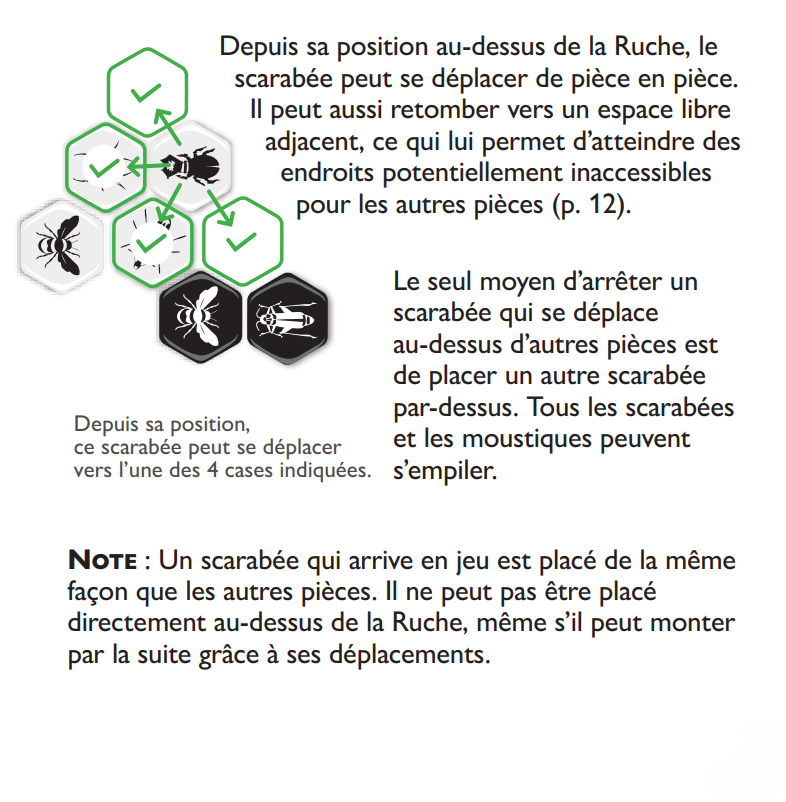 Depuis sa position au-dessus de la Ruche, le
scarabée peut se déplacer de pièce en pièce.
Il peut aussi retomber vers un espace libre
adjacent, ce qui lui permet d’atteindre des
endroits potentiellement inaccessibles
pour les autres pièces (p. 12).
Le seul moyen d’arrêter un
scarabée qui se déplace
au-dessus d’autres pièces est
de placer un autre scarabée
par-dessus. Tous les scarabées
et les moustiques peuvent
s’empiler.
Depuis sa position,
ce scarabée peut se déplacer
vers l’une des 4 cases indiquées.
NOTE : Un scarabée qui arrive en jeu est placé de la même
façon que les autres pièces. Il ne peut pas être placé
directement au-dessus de la Ruche, même s’il peut monter
par la suite grâce à ses déplacements.